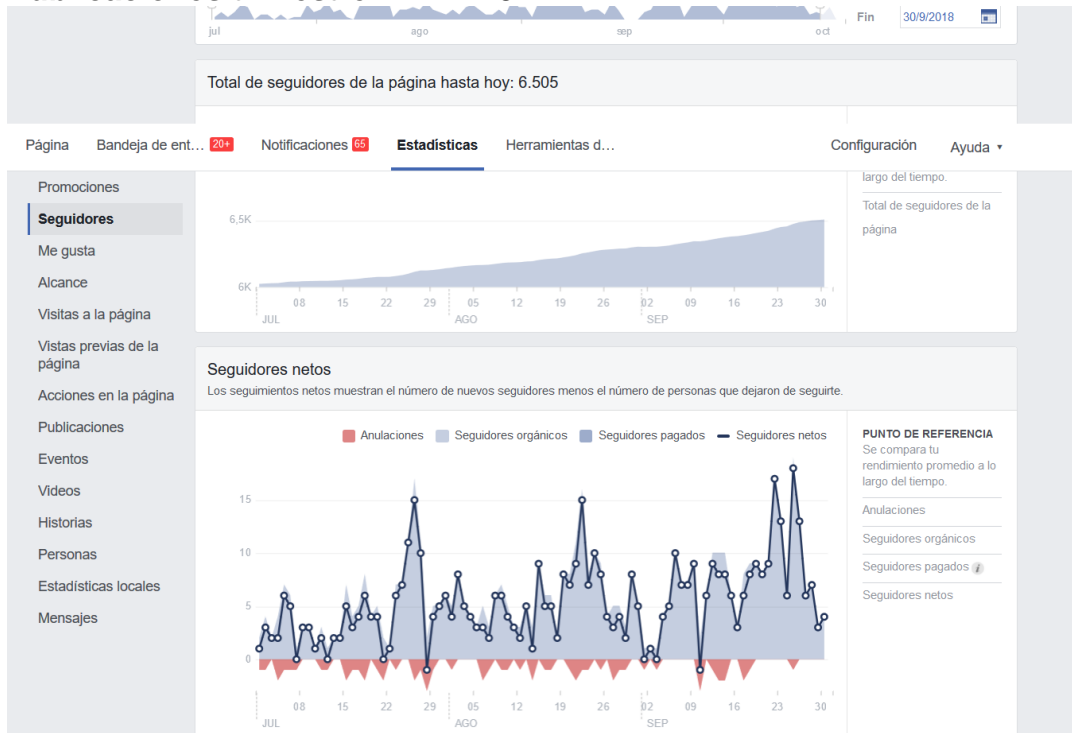 Fin 30/9/2018
jul ago sep oct
Total de seguidores de la página hasta hoy: 6.505
Página Bandeja de ent… 20+ Notificaciones 65 Estadísticas Herramientas d… Configuración Ayuda
Promociones
Seguidores
Me gusta
Alcance
Visitas a la página
Vistas previas de la
página
Acciones en la página
Publicaciones
Eventos
Videos
Historias
Personas
Estadísticas locales
Mensajes
largo del tiempo.
Total de seguidores de la
página
6,5K
6K
08 15 22 29 05 12 19 26 02 09 16 23 30
JUL AGO SEP
Seguidores netos
Los seguimientos netos muestran el número de nuevos seguidores menos el número de personas que dejaron de seguirte.
Anulaciones Seguidores orgánicos Seguidores pagados Seguidores netos
15
10
5
0
08 15 22 29 05 12 19 26 02 09 16 23 30
JUL AGO SEP
PUNTO DE REFERENCIA
Se compara tu
rendimiento promedio a lo
largo del tiempo.
Anulaciones
Seguidores orgánicos
Seguidores pagados i
Seguidores netos